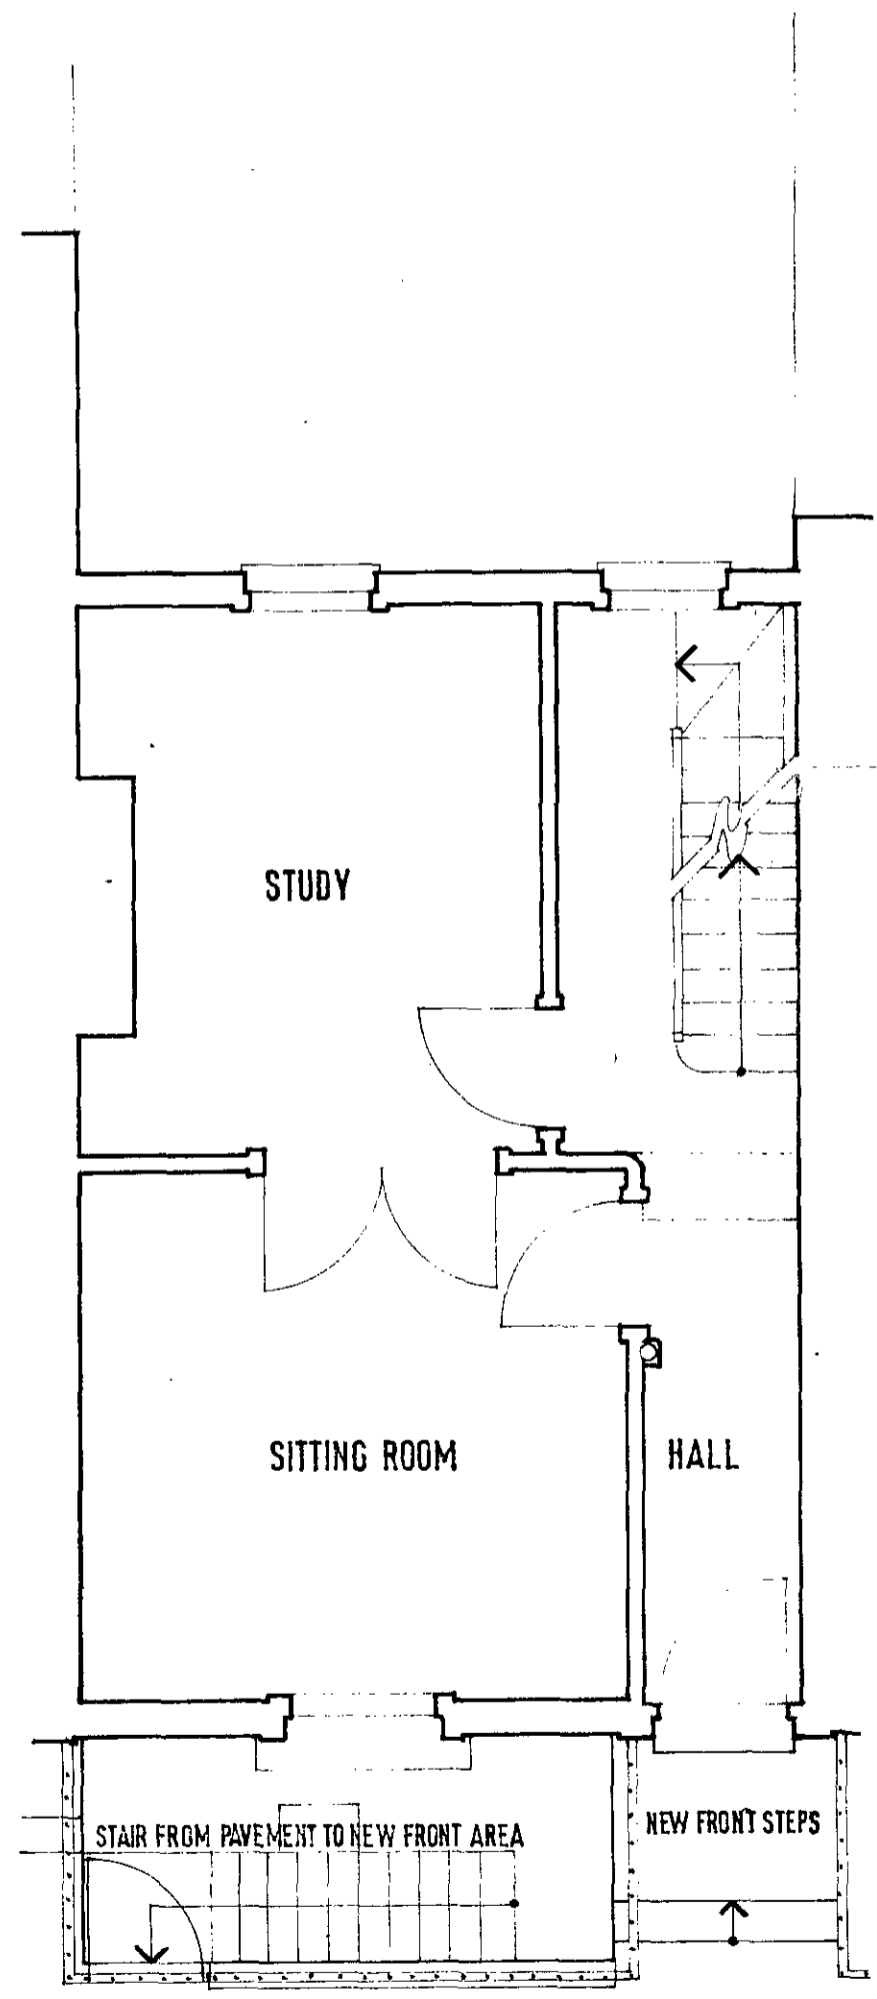 STUDY
SITTING ROOM
HALL
STAIR FROM PAVEMENT TO NEW FRONT AREA
NEW FRONT STEPS